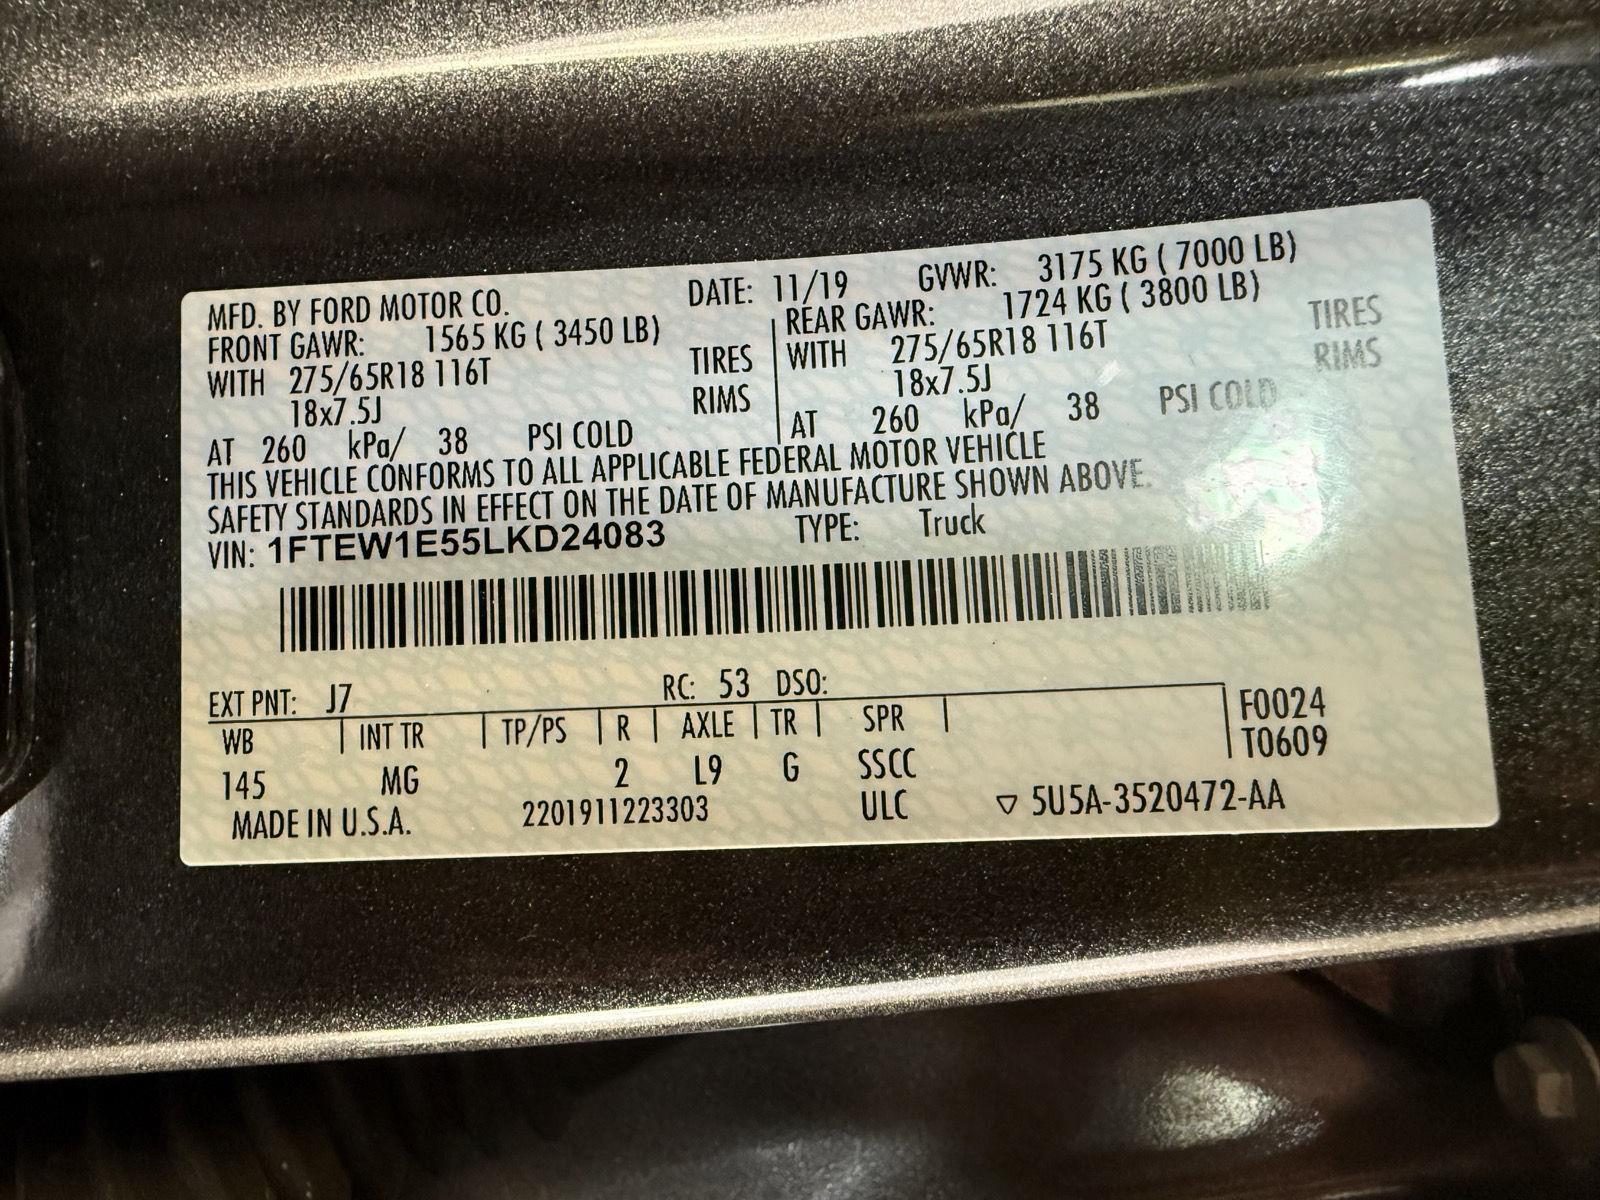 MFD. BY FORD MOTOR CO. DATE: 11/19 GVWR: 3175 KG ( 7000 LB)
FRONT GAWR: 1565 KG ( 3450 LB) REAR GAWR: 1724 KG ( 3800 LB)
WITH 275/65R18 116T TIRES WITH 275/65R18 116T TIRES
18x7.5J RIMS 18x7.5J RIMS
AT 260 kPa/ 38 PSI COLD AT 260 kPa/ 38 PSI COLD
THIS VEHICLE CONFORMS TO ALL APPLICABLE FEDERAL MOTOR VEHICLE
SAFETY STANDARDS IN EFFECT ON THE DATE OF MANUFACTURE SHOWN ABOVE.
VIN: 1FTEW1E55LKD24083 TYPE: Truck
EXT PNT: J7 RC: 53 DSO:
WB | INT TR | TP/PS | R | AXLE | TR | SPR | F0024
T0609
145 MG 2 L9 G SSCC
MADE IN U.S.A. 2201911223303 ULC ▽ 5U5A-3520472-AA